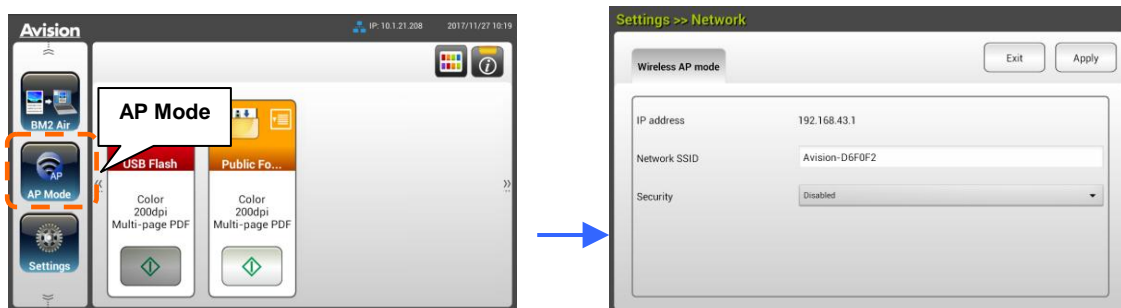 Avision
IP: 10.1.21.208 2017/11/27 10:19
BM2 Air
AP Mode
AP
AP Mode
Settings
USB Flash
Color
200dpi
Multi-page PDF
Public Fo...
Color
200dpi
Multi-page PDF
Settings >> Network
Wireless AP mode
Exit
Apply
IP address 192.168.43.1
Network SSID Avision-D6F0F2
Security Disabled